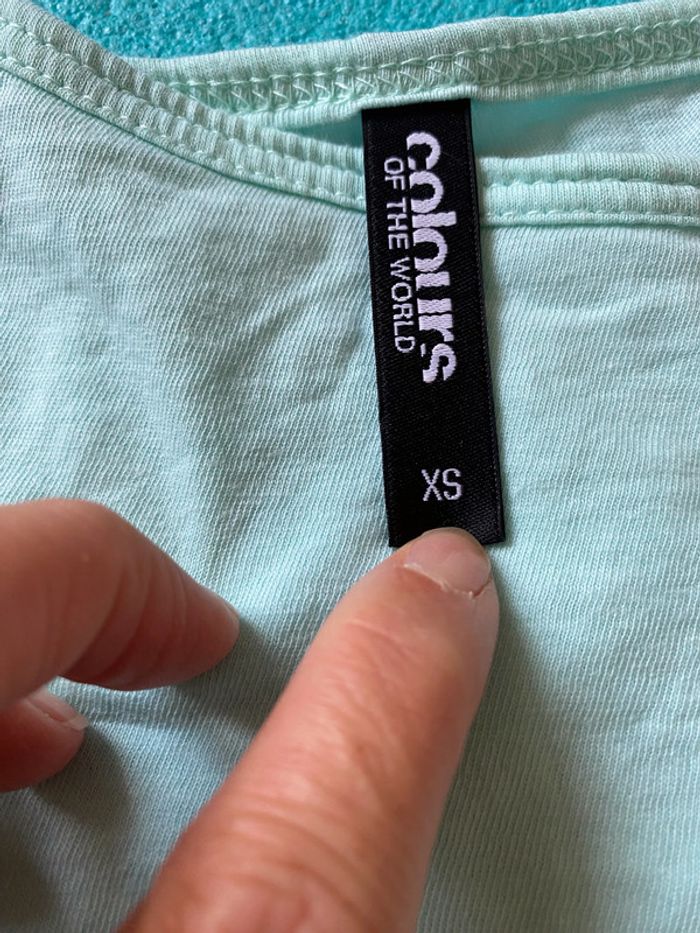 colours
OF THE WORLD
XS